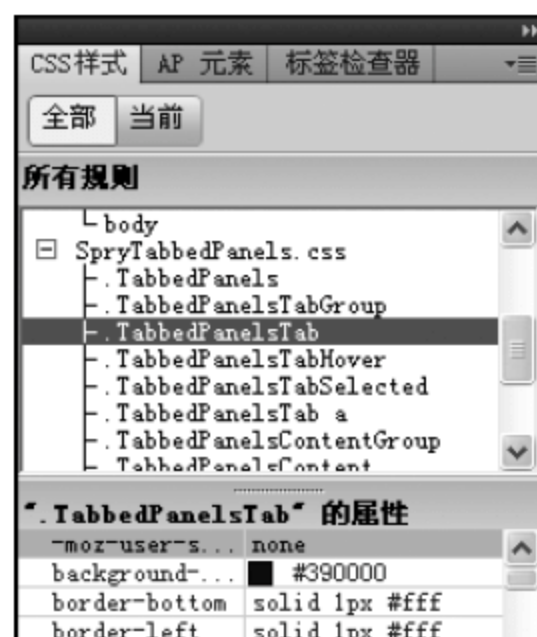 CSS样式 AP 元素 标签检查器
全部 当前
所有规则
body
SpryTabbedPanels.css
.TabbedPanels
.TabbedPanelsTabGroup
.TabbedPanelsTab
.TabbedPanelsTabHover
.TabbedPanelsTabSelected
.TabbedPanelsTab a
.TabbedPanelsContentGroup
.TabbedPanelsContent
".TabbedPanelsTab" 的属性
-moz-user-s... none
background-... #390000
border-bottom solid 1px #fff
border-left solid 1px #fff